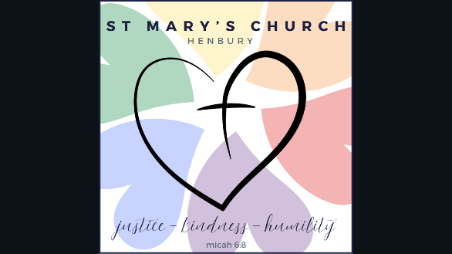 ST MARY'S CHURCH
HENBURY
justice - kindness - humility
micah 6:8